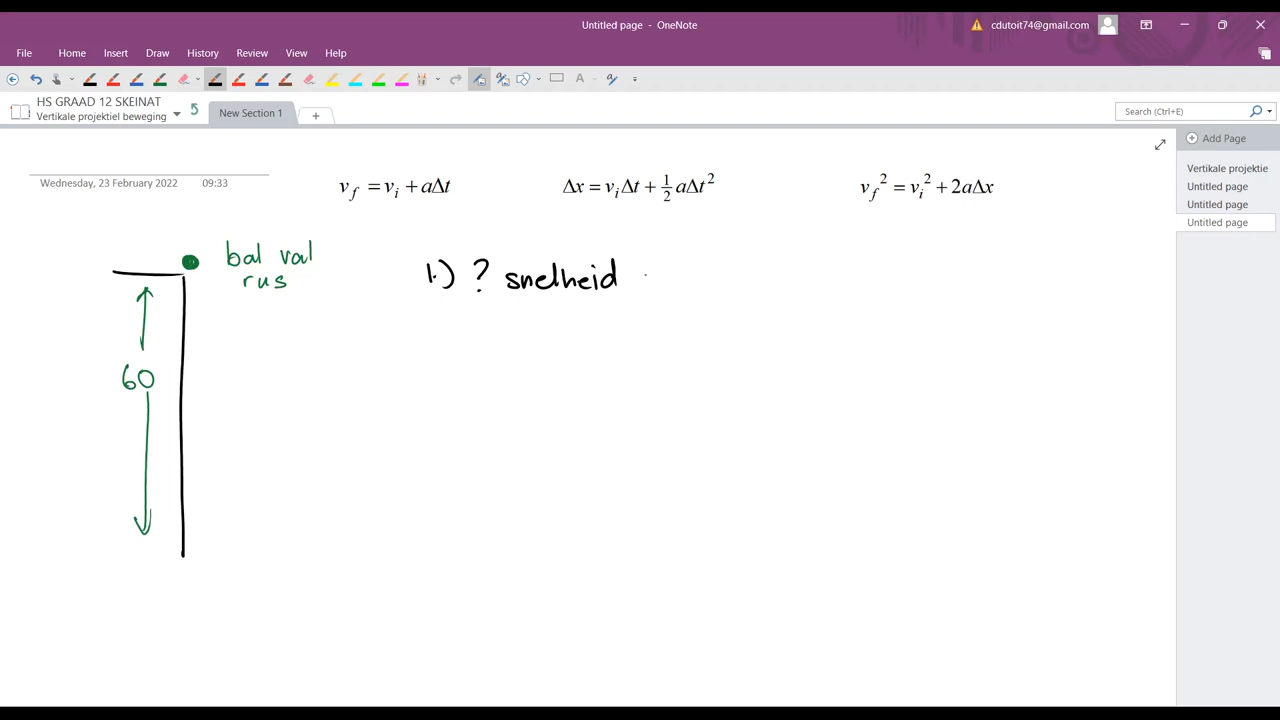 Untitled page - OneNote
cdutoit74@gmail.com
File Home Insert Draw History Review View Help
HS GRAAD 12 SKEINAT
Vertikale projektiel beweging
New Section 1
Search (Ctrl+E)
Add Page
Vertikale projektie
Untitled page
Untitled page
Untitled page
Wednesday, 23 February 2022 09:33
v_f = v_i + aΔt
Δx = v_iΔt + ½aΔt²
v_f² = v_i² + 2aΔx
bal val
rus
60
1.) ? snelheid